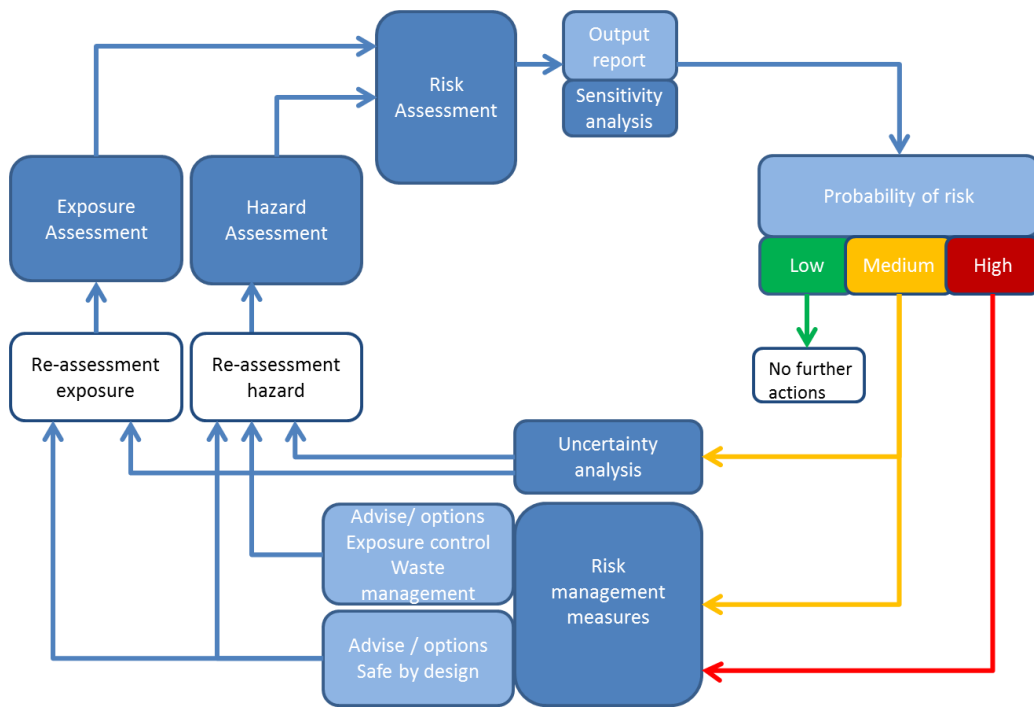 Output
report
Risk
Assessment
Sensitivity
analysis
Exposure
Assessment
Hazard
Assessment
Probability of risk
Low
Medium
High
Re-assessment
exposure
Re-assessment
hazard
No further
actions
Uncertainty
analysis
Advise/ options
Exposure control
Waste
management
Risk
management
measures
Advise / options
Safe by design